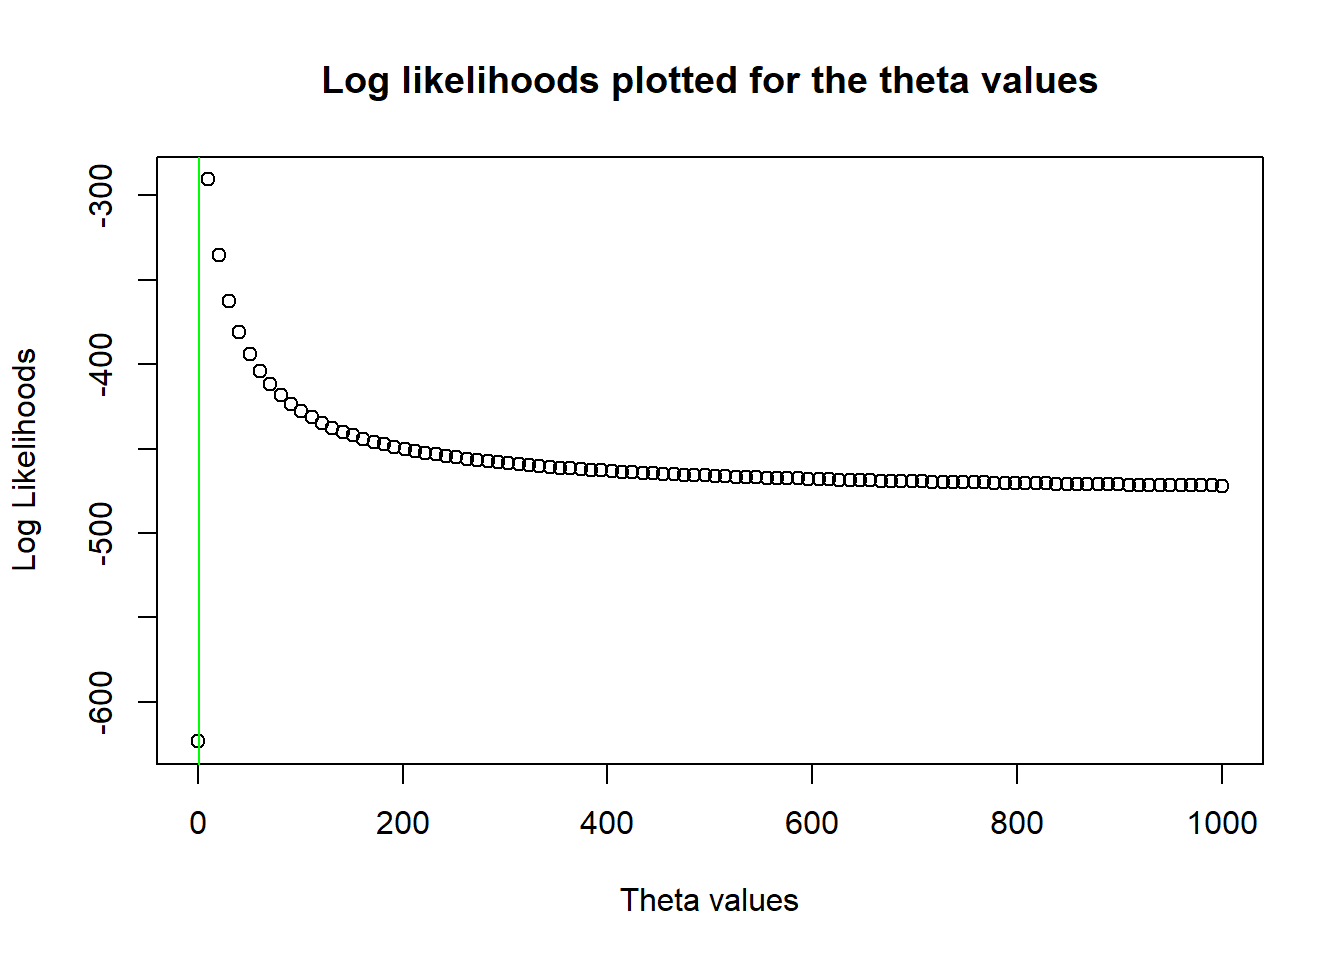 Log likelihoods plotted for the theta values
-300
-400
-500
-600
Log Likelihoods
0 200 400 600 800 1000
Theta values